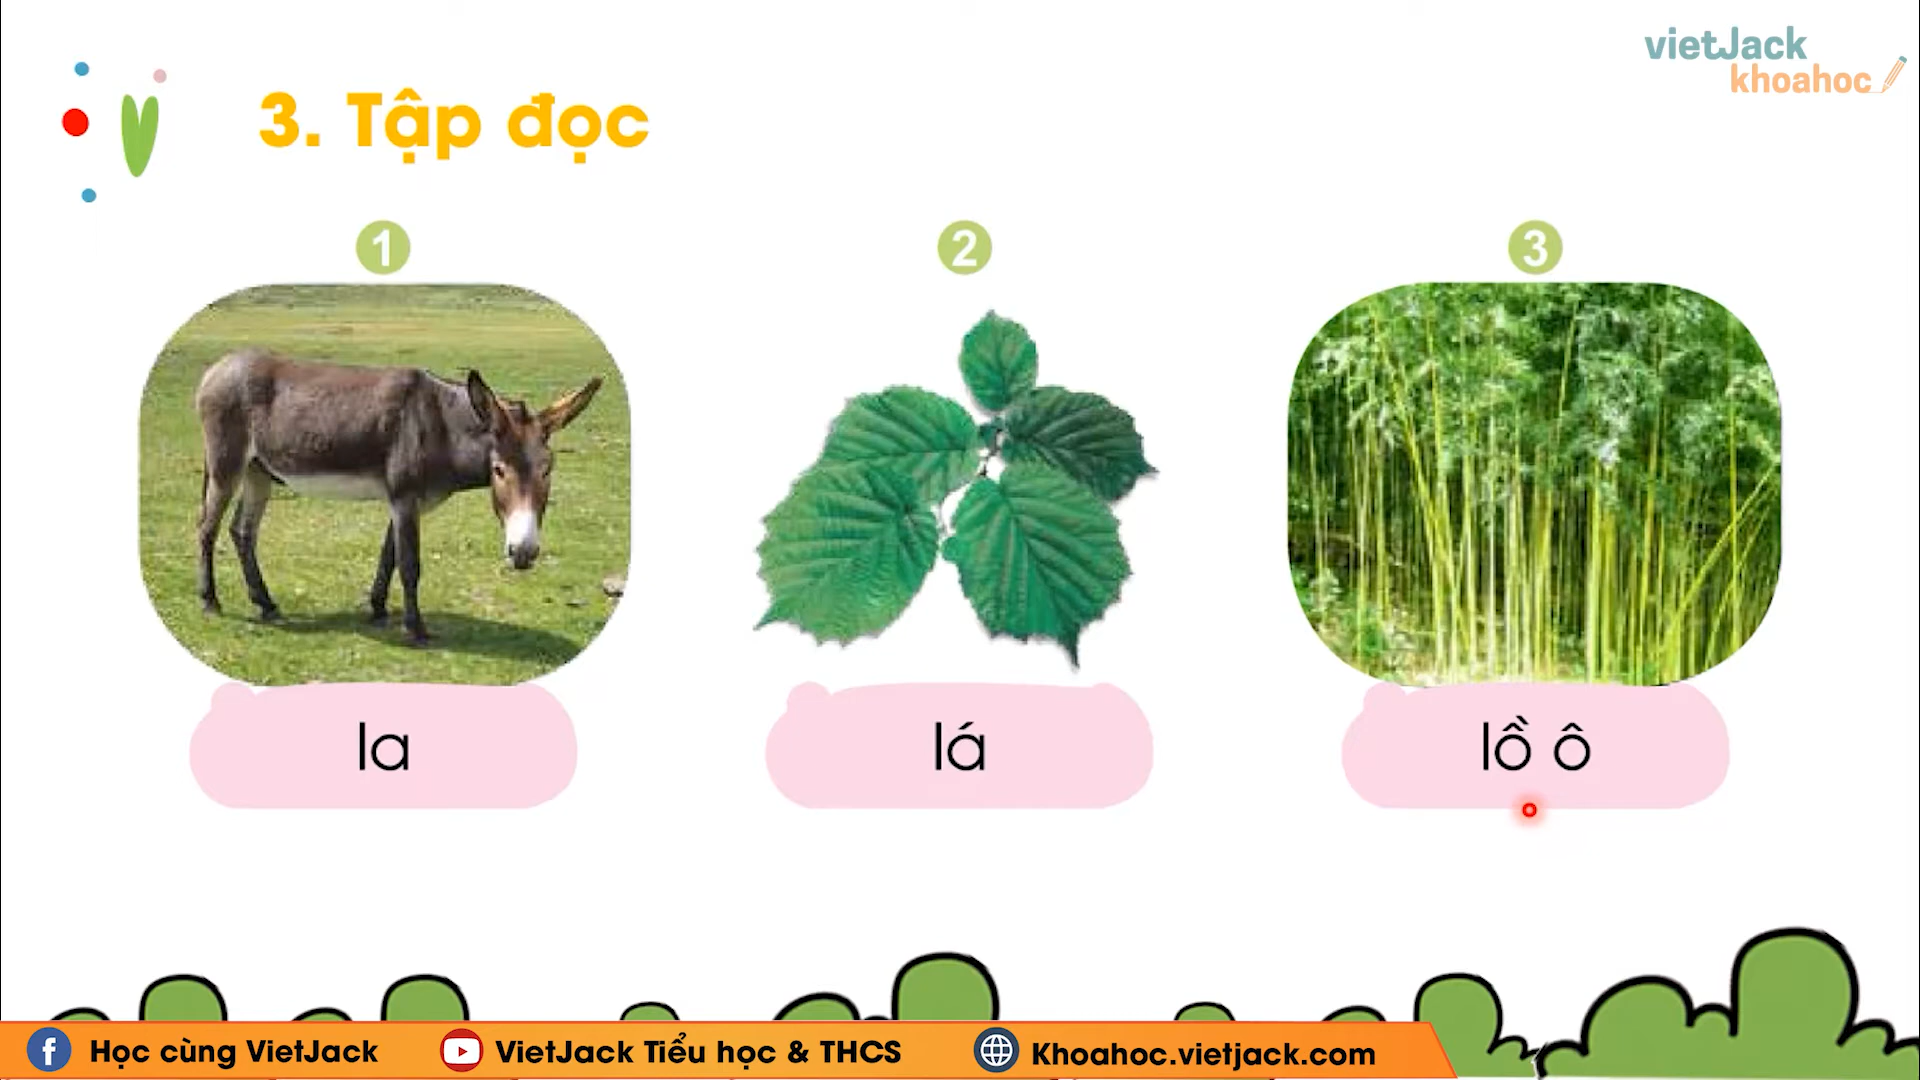 vietJack
khoahoc
3. Tập đọc
1
2
3
la
lá
lồ ô
Học cùng VietJack
VietJack Tiểu học & THCS
Khoahoc.vietjack.com